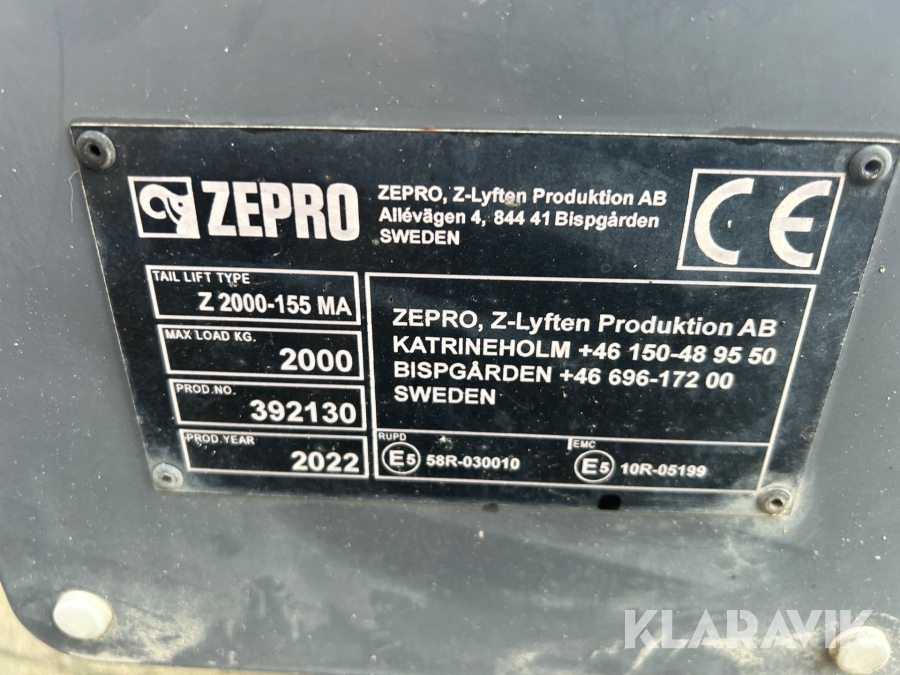 ZEPRO
ZEPRO, Z-Lyften Produktion AB
Allévägen 4, 844 41 Bispgården
SWEDEN
CE
TAIL LIFT TYPE
Z 2000-155 MA
MAX LOAD KG.
2000
PROD.NO.
392130
PROD.YEAR
2022
ZEPRO, Z-Lyften Produktion AB
KATRINEHOLM +46 150-48 95 50
BISPGÅRDEN +46 696-172 00
SWEDEN
RUPD
E5 58R-030010
EMC
E5 10R-05199
KLARAVIK